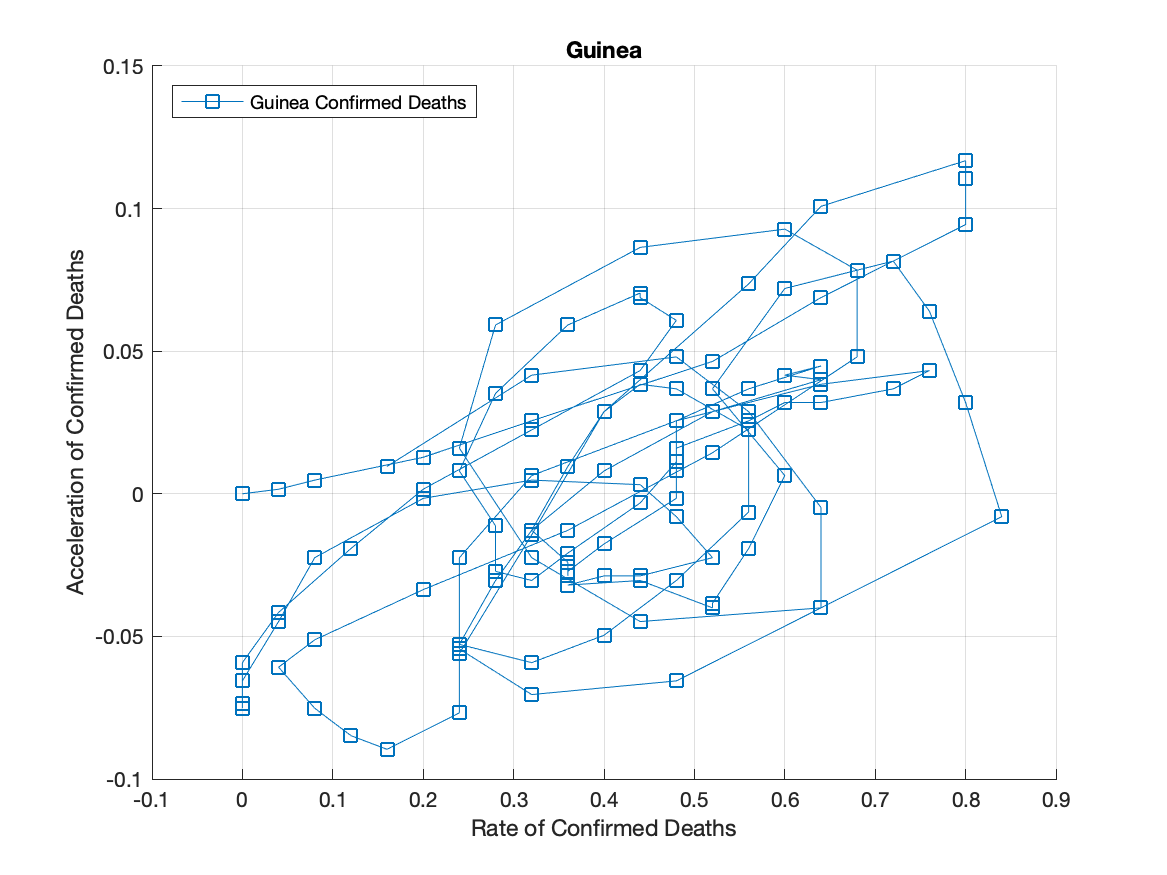 Guinea
0.15
Guinea Confirmed Deaths
0.1
0.05
0
-0.05
-0.1
Acceleration of Confirmed Deaths
-0.1 0 0.1 0.2 0.3 0.4 0.5 0.6 0.7 0.8 0.9
Rate of Confirmed Deaths